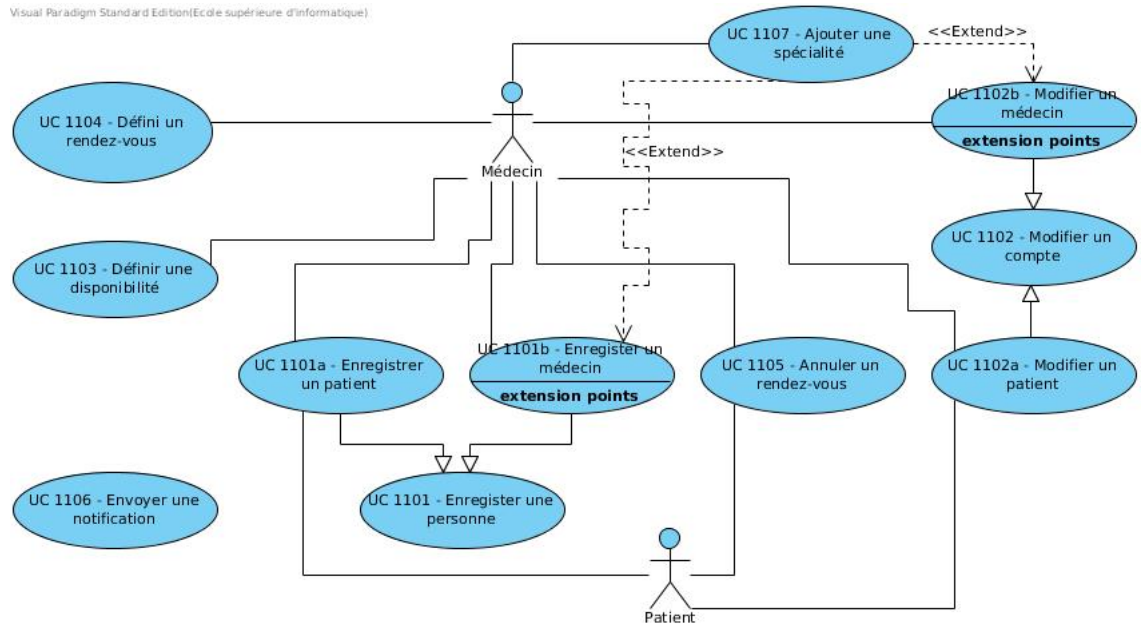 Visual Paradigm Standard Edition(Ecole supérieure d'informatique)
UC 1107 - Ajouter une
spécialité
<<Extend>>
UC 1102b - Modifier un
médecin
extension points
UC 1104 - Défini un
rendez-vous
<<Extend>>
Médecin
UC 1102 - Modifier un
compte
UC 1103 - Définir une
disponibilité
UC 1101a - Enregistrer
un patient
UC 1101b - Enregister un
médecin
extension points
UC 1105 - Annuler un
rendez-vous
UC 1102a - Modifier un
patient
UC 1106 - Envoyer une
notification
UC 1101 - Enregister une
personne
Patient